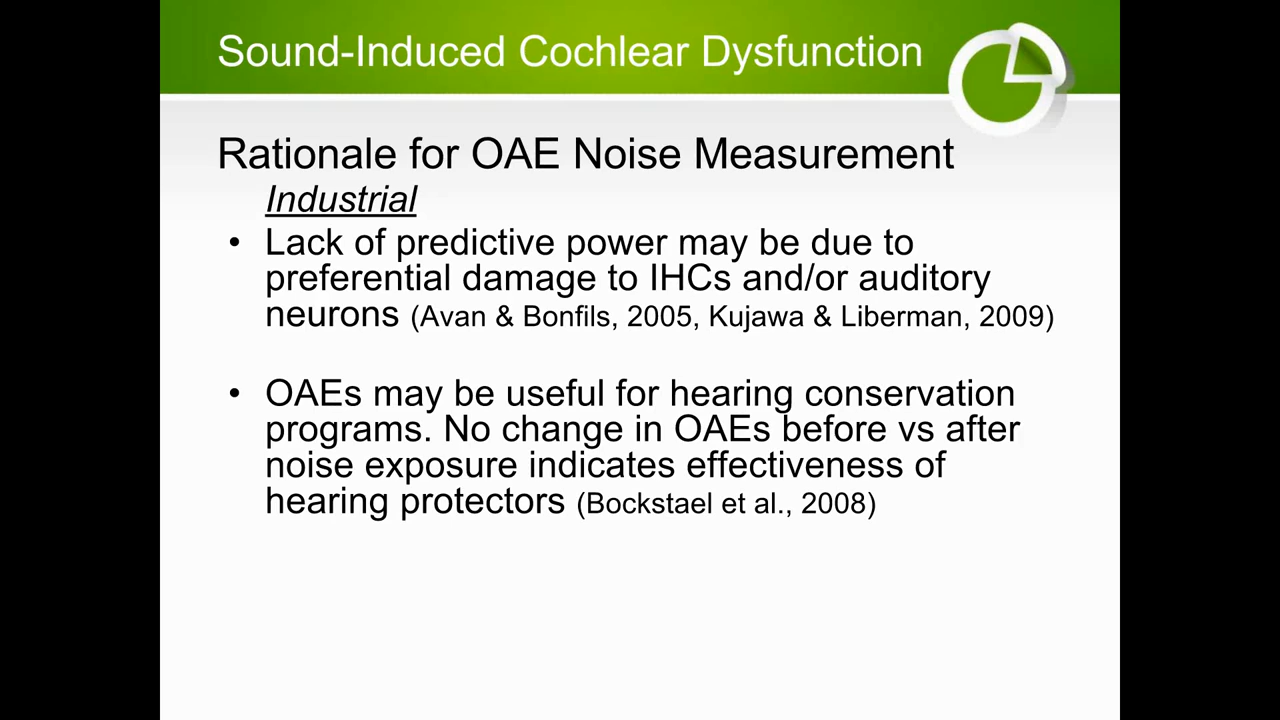 Sound-Induced Cochlear Dysfunction
Rationale for OAE Noise Measurement
Industrial
• Lack of predictive power may be due to
preferential damage to IHCs and/or auditory
neurons (Avan & Bonfils, 2005, Kujawa & Liberman, 2009)
• OAEs may be useful for hearing conservation
programs. No change in OAEs before vs after
noise exposure indicates effectiveness of
hearing protectors (Bockstael et al., 2008)